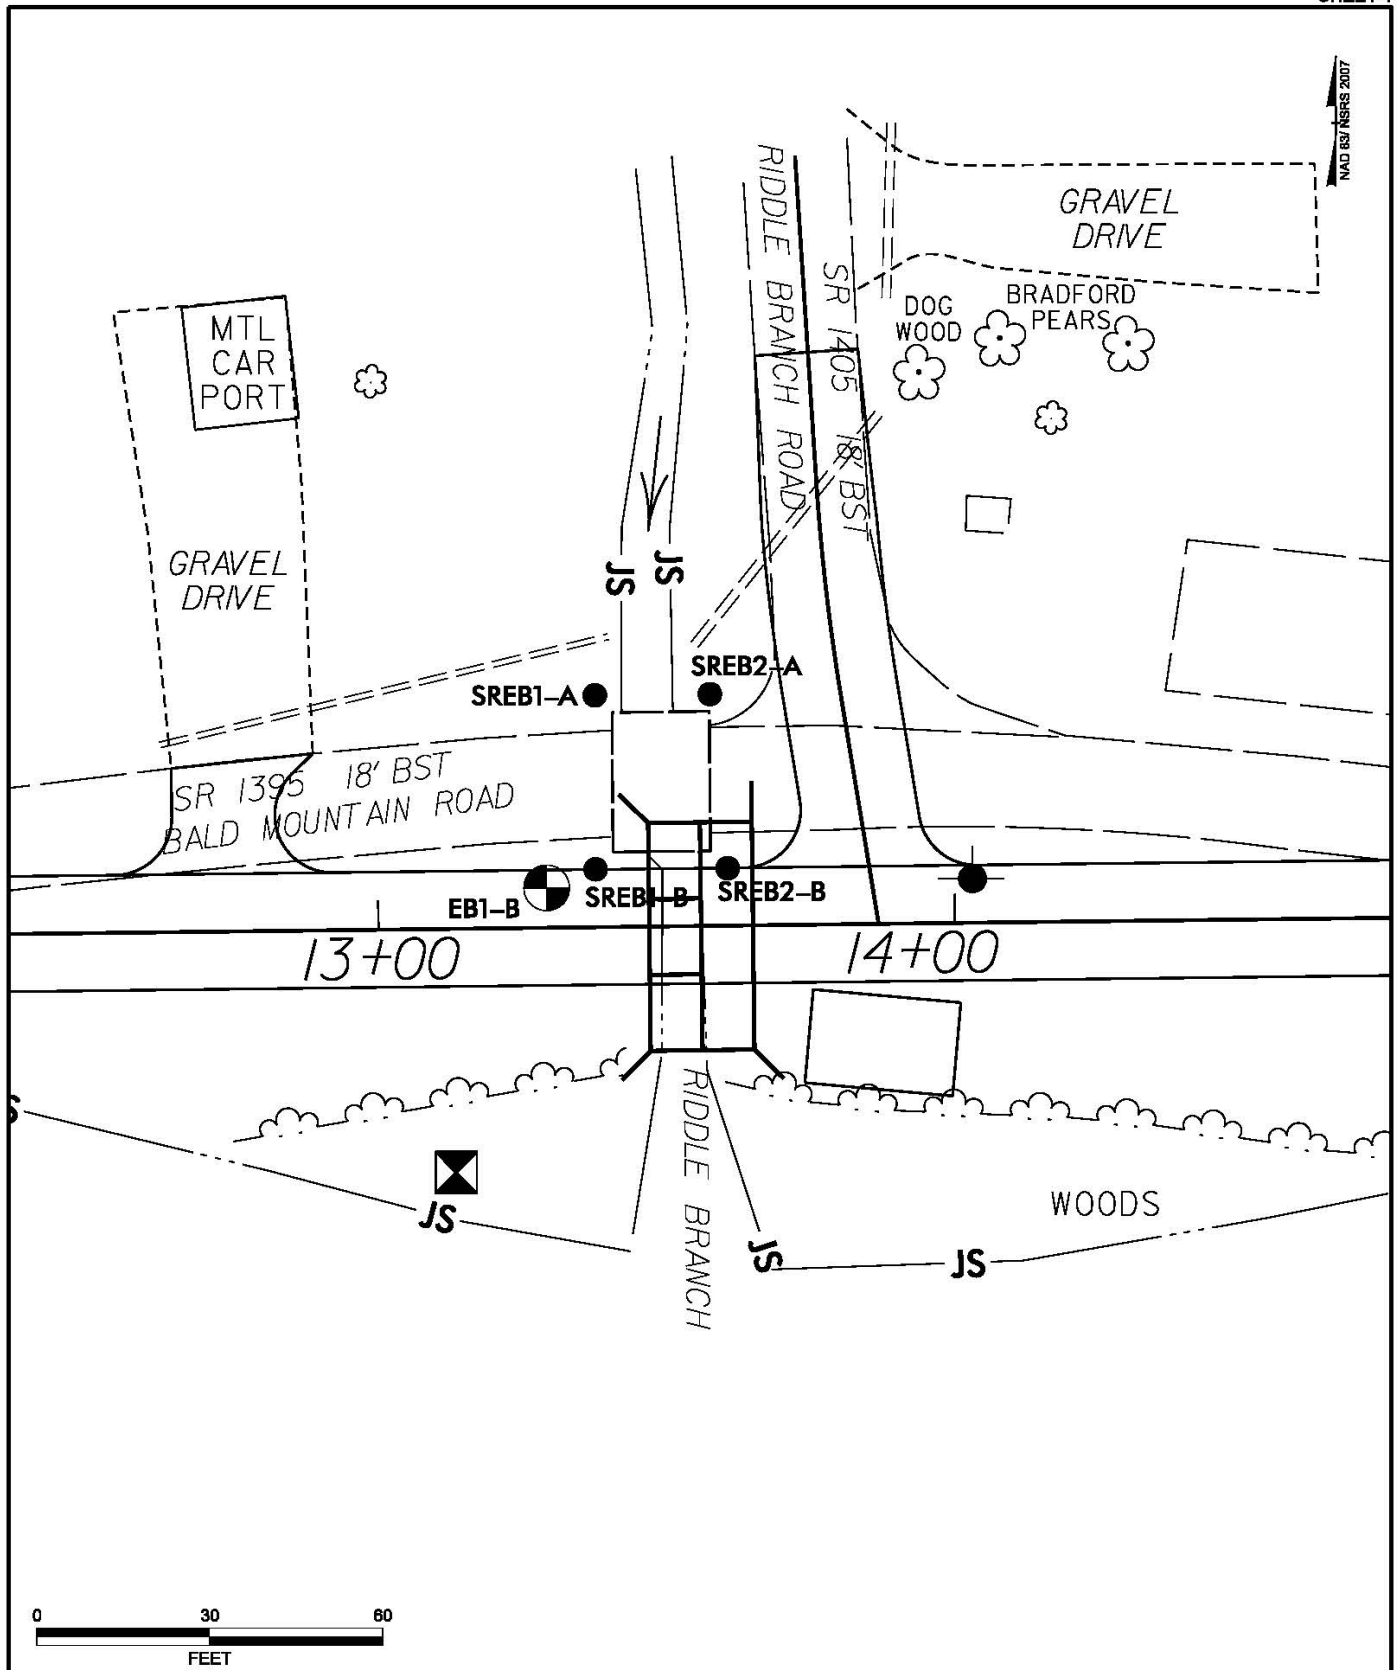 NAD 83/ NSRS 2007
RIDDLE BRANCH ROAD
SR 1405 18' BST
GRAVEL
DRIVE
DOG
WOOD
BRADFORD
PEARS
MTL
CAR
PORT
GRAVEL
DRIVE
JS
JS
SREB2-A
SREB1-A
SR 1395 18' BST
BALD MOUNTAIN ROAD
SREB1-B
SREB2-B
EB1-B
13+00
14+00
RIDDLE BRANCH
JS
WOODS
JS
JS
0 30 60
FEET